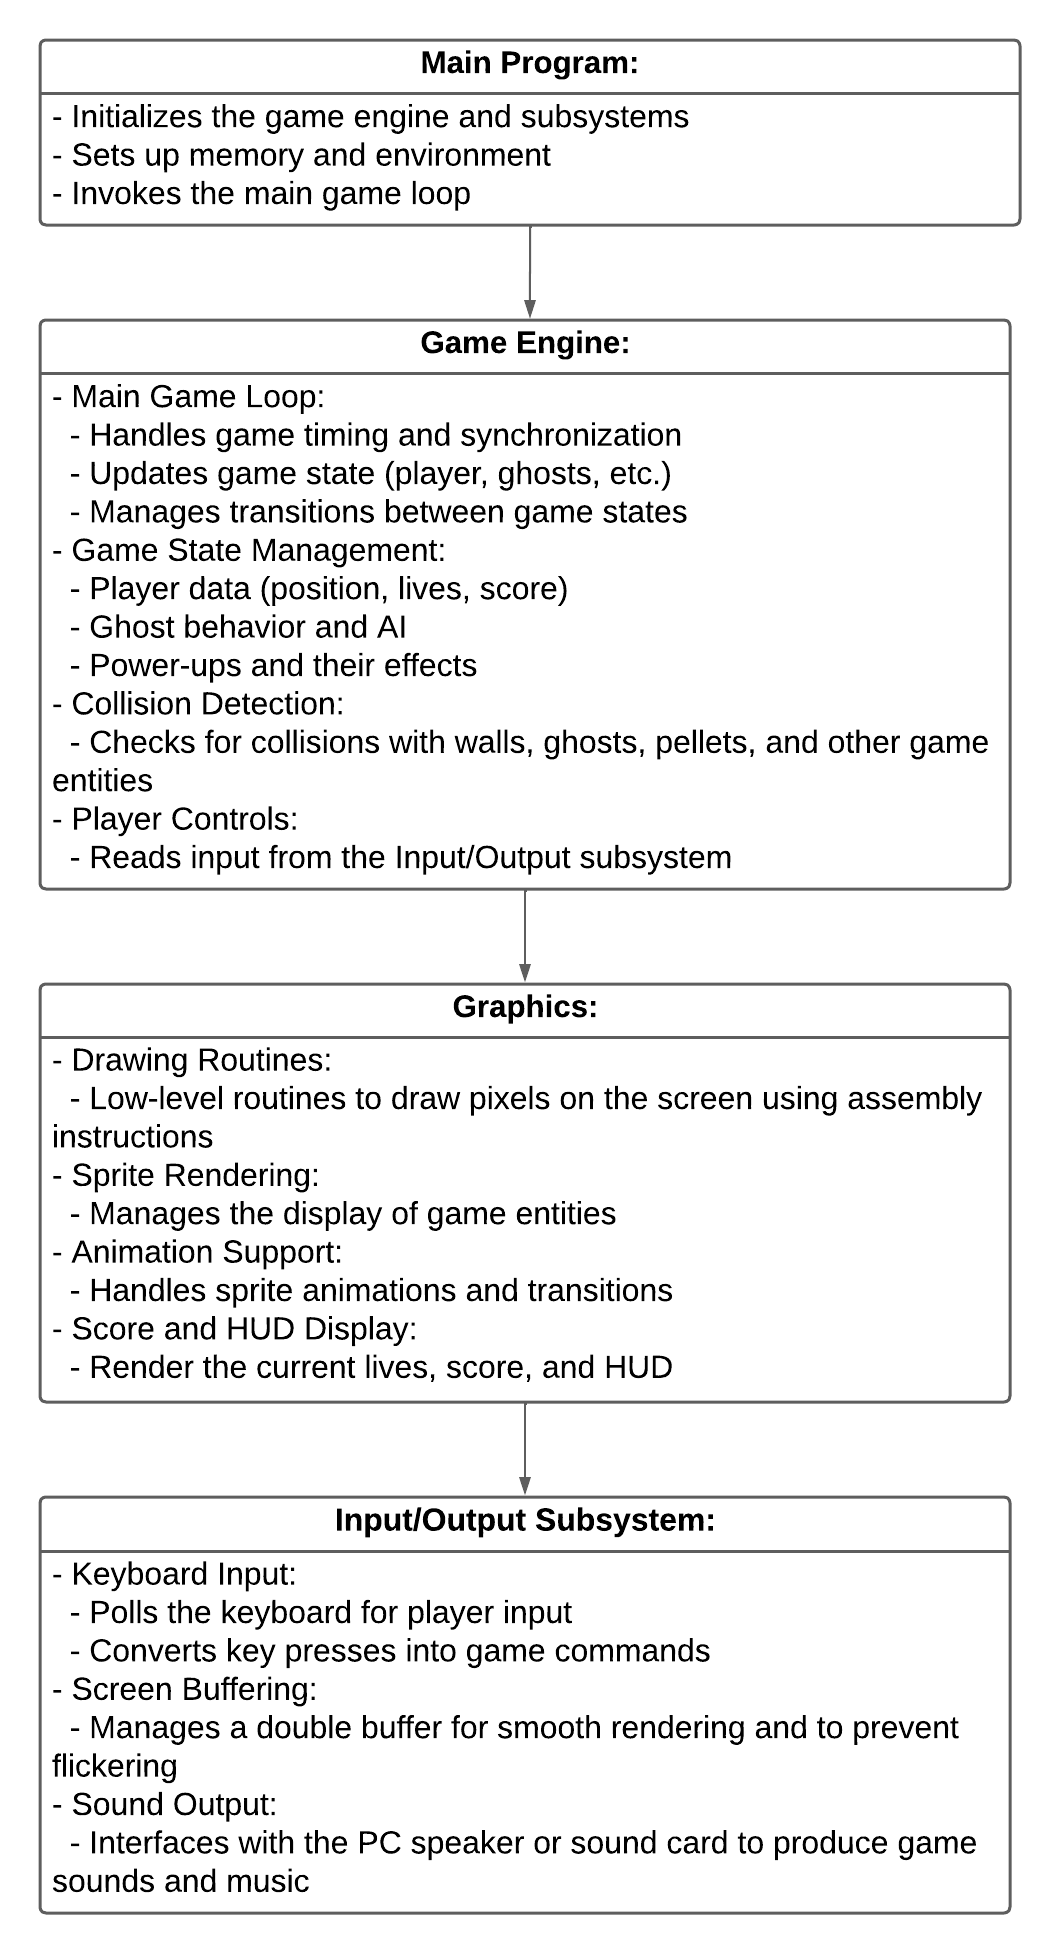 Main Program:
- Initializes the game engine and subsystems
- Sets up memory and environment
- Invokes the main game loop
Game Engine:
- Main Game Loop:
- Handles game timing and synchronization
- Updates game state (player, ghosts, etc.)
- Manages transitions between game states
- Game State Management:
- Player data (position, lives, score)
- Ghost behavior and AI
- Power-ups and their effects
- Collision Detection:
- Checks for collisions with walls, ghosts, pellets, and other game
entities
- Player Controls:
- Reads input from the Input/Output subsystem
Graphics:
- Drawing Routines:
- Low-level routines to draw pixels on the screen using assembly
instructions
- Sprite Rendering:
- Manages the display of game entities
- Animation Support:
- Handles sprite animations and transitions
- Score and HUD Display:
- Render the current lives, score, and HUD
Input/Output Subsystem:
- Keyboard Input:
- Polls the keyboard for player input
- Converts key presses into game commands
- Screen Buffering:
- Manages a double buffer for smooth rendering and to prevent
flickering
- Sound Output:
- Interfaces with the PC speaker or sound card to produce game
sounds and music